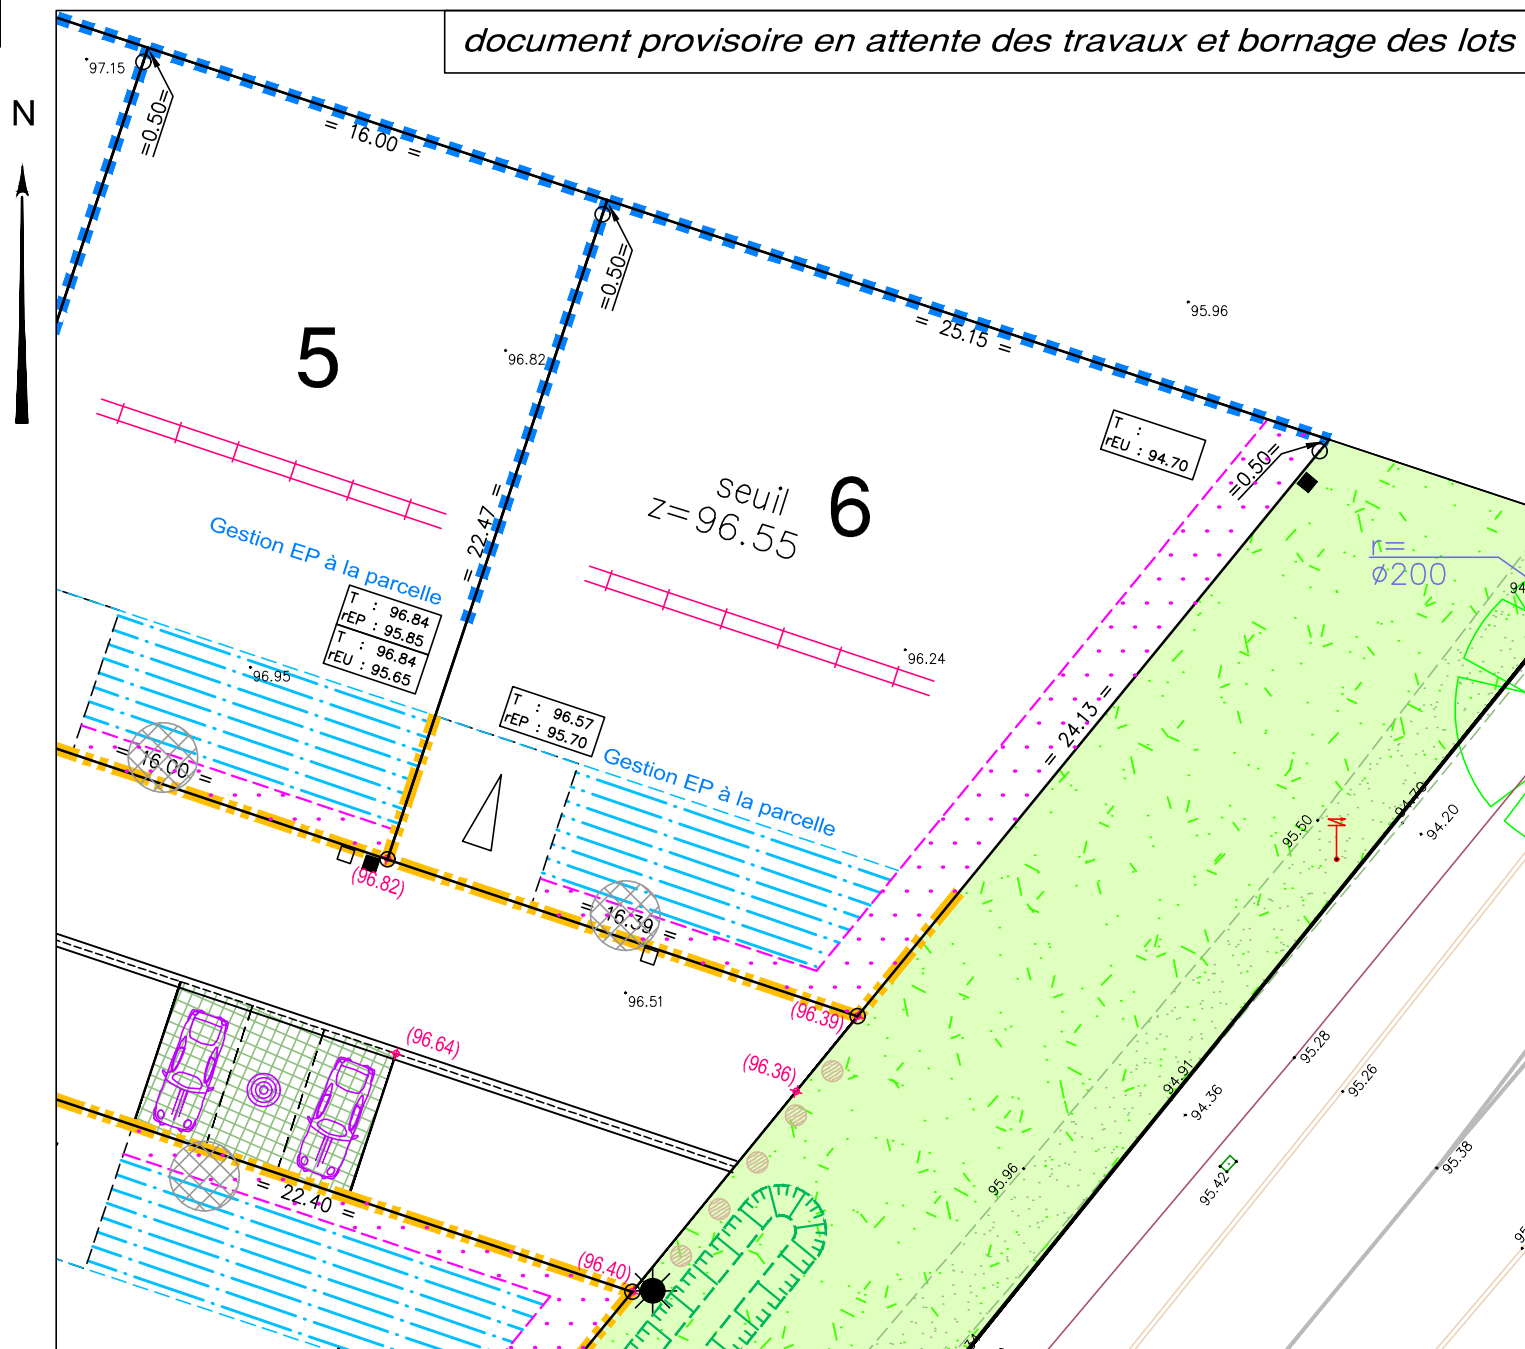 document provisoire en attente des travaux et bornage des lots
97.15
N
=0.50=
= 16.00 =
=0.50=
95.96
= 25.15 =
5
96.82
T :
rEU : 94.70
=0.50=
seuil
z=96.55
6
= 22.47 =
Gestion EP à la parcelle
r=
ø200
T : 96.84
rEP : 95.85
T : 96.84
rEU : 95.65
96.95
96.24
T : 96.57
rEP : 95.70
= 24.13 =
= 16.00 =
Gestion EP à la parcelle
95.50
94.70
94.20
(96.82)
= 16.39 =
96.51
(96.39)
(96.64)
(96.36)
95.28
95.26
94.91
94.36
95.38
95.96
95.42
= 22.40 =
(96.40)